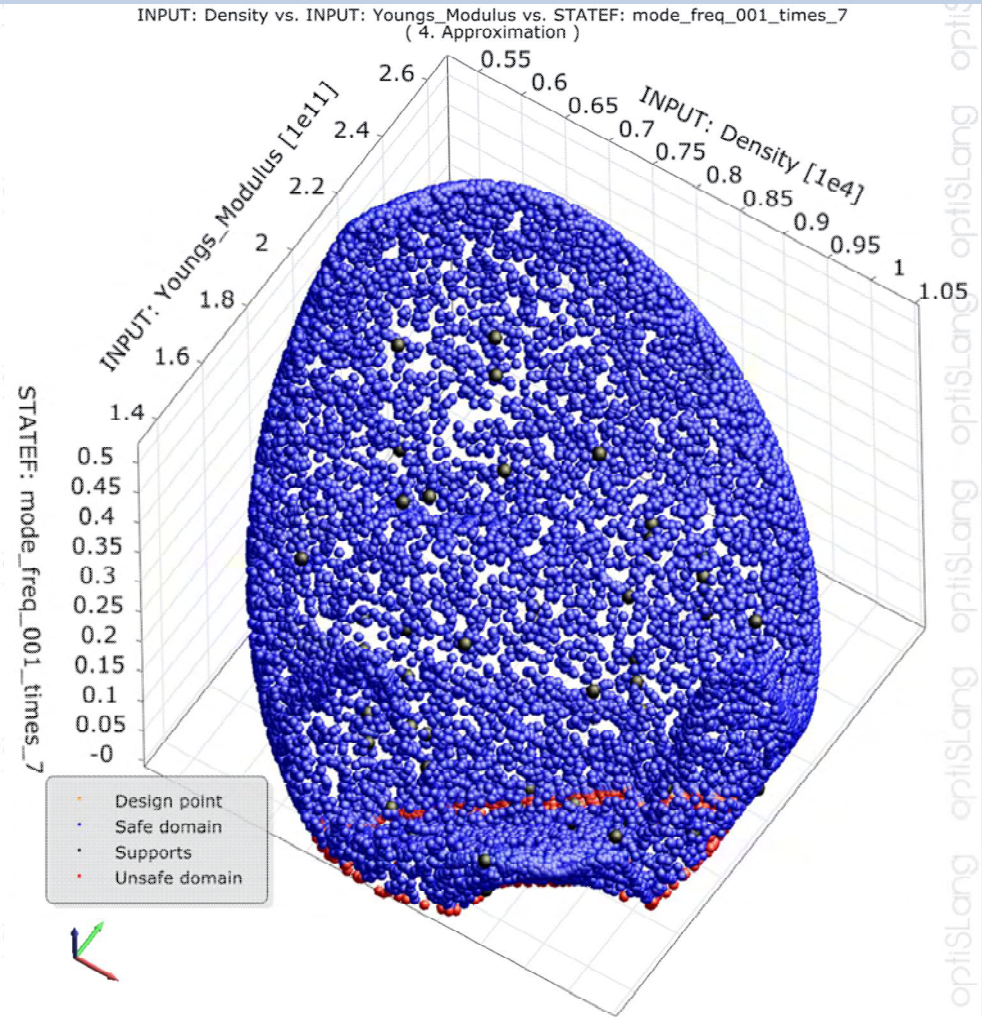 INPUT: Density vs. INPUT: Youngs_Modulus vs. STATEF: mode_freq_001_times_7
( 4. Approximation )
INPUT: Youngs_Modulus [1e11]
2.6
2.4
2.2
2
1.8
1.6
1.4
INPUT: Density [1e4]
0.55
0.6
0.65
0.7
0.75
0.8
0.85
0.9
0.95
1
1.05
STATEF: mode_freq_001_times_7
0.5
0.45
0.4
0.35
0.3
0.25
0.2
0.15
0.1
0.05
-0
Design point
Safe domain
Supports
Unsafe domain
optiSLang
optiSLang
optiSLang
optiSLang
optiSLang